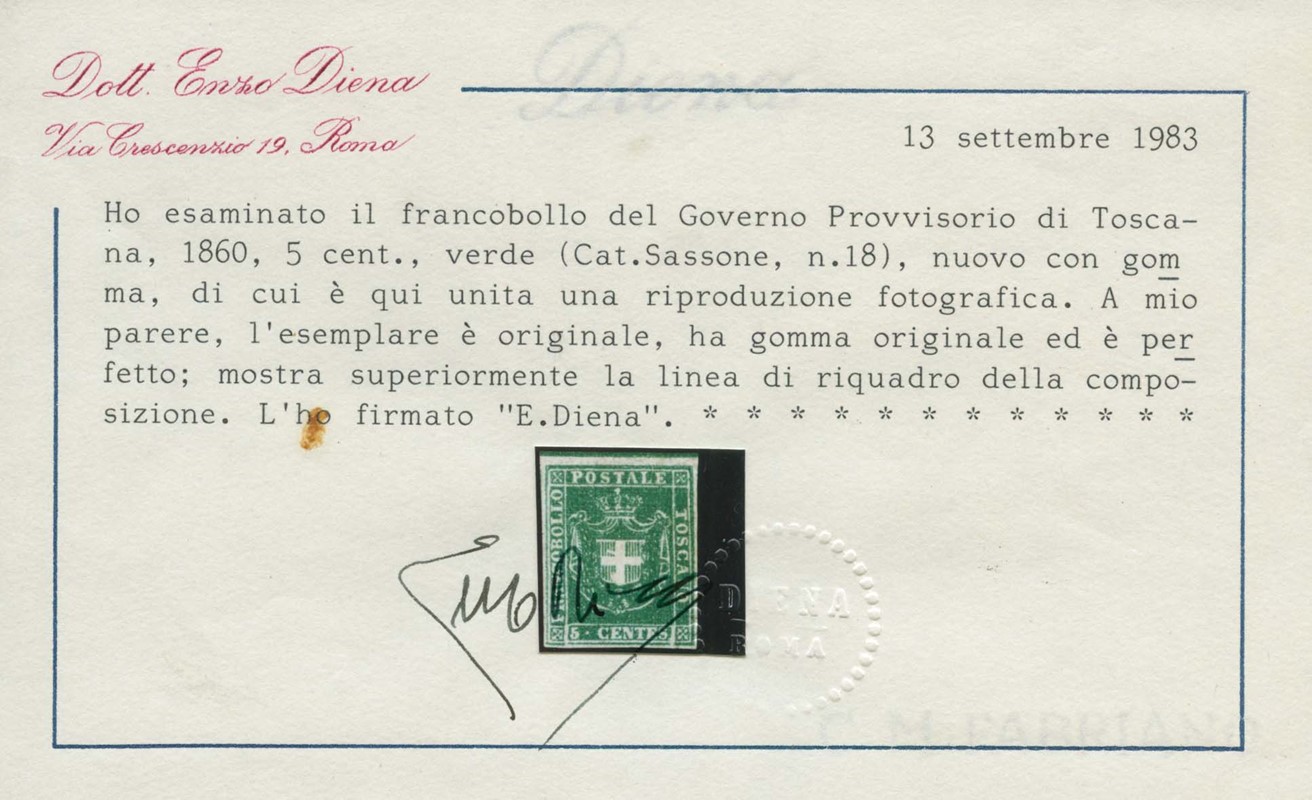 Dott. Enzo Diena
Via Crescenzio 19, Roma
Diena
13 settembre 1983
Ho esaminato il francobollo del Governo Provvisorio di Tosca-
na, 1860, 5 cent., verde (Cat.Sassone, n.18), nuovo con gom
ma, di cui è qui unita una riproduzione fotografica. A mio
parere, l'esemplare è originale, ha gomma originale ed è per
fetto; mostra superiormente la linea di riquadro della compo-
sizione. L'ho firmato "E.Diena". * * * * * * * * * * * *
POSTALE
TOSCA
5 - CENTES
DIENA
ROMA
FABRIANO